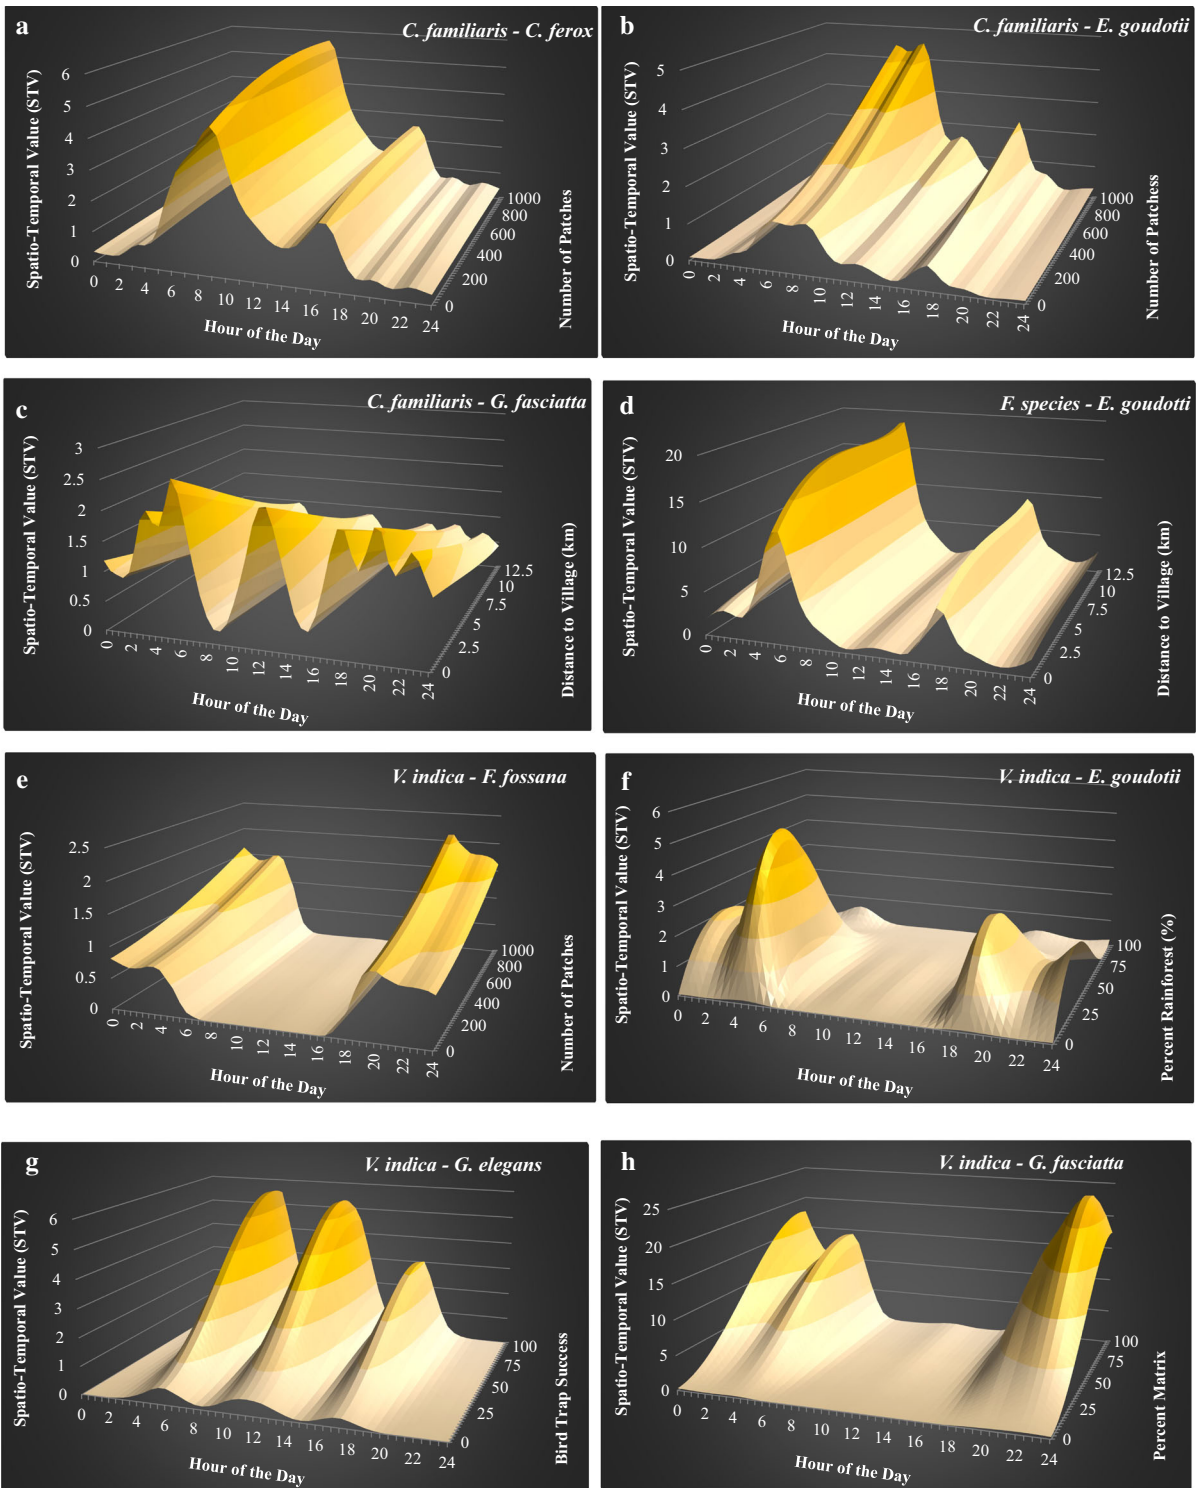 a
C. familiaris - C. ferox
Spatio-Temporal Value (STV)
6
5
4
3
2
1
0
0 2 4 6 8 10 12 14 16 18 20 22 24
Hour of the Day
0 200 400 600 800 1000
Number of Patches
b
C. familiaris - E. goudotii
Spatio-Temporal Value (STV)
5
4
3
2
1
0
0 2 4 6 8 10 12 14 16 18 20 22 24
Hour of the Day
0 200 400 600 800 1000
Number of Patchess
c
C. familiaris - G. fasciatta
Spatio-Temporal Value (STV)
3
2.5
2
1.5
1
0.5
0
0 2 4 6 8 10 12 14 16 18 20 22 24
Hour of the Day
0 2.5 5 7.5 10 12.5
Distance to Village (km)
d
F. species - E. goudotti
Spatio-Temporal Value (STV)
20
15
10
5
0
0 2 4 6 8 10 12 14 16 18 20 22 24
Hour of the Day
0 2.5 5 7.5 10 12.5
Distance to Village (km)
e
V. indica - F. fossana
Spatio-Temporal Value (STV)
2.5
2
1.5
1
0.5
0
0 2 4 6 8 10 12 14 16 18 20 22 24
Hour of the Day
0 200 400 600 800 1000
Number of Patches
f
V. indica - E. goudotii
Spatio-Temporal Value (STV)
6
5
4
3
2
1
0
0 2 4 6 8 10 12 14 16 18 20 22 24
Hour of the Day
0 25 50 75 100
Percent Rainforest (%)
g
V. indica - G. elegans
Spatio-Temporal Value (STV)
6
5
4
3
2
1
0
0 2 4 6 8 10 12 14 16 18 20 22 24
Hour of the Day
0 25 50 75 100
Bird Trap Success
h
V. indica - G. fasciatta
Spatio-Temporal Value (STV)
25
20
15
10
5
0
0 2 4 6 8 10 12 14 16 18 20 22 24
Hour of the Day
0 25 50 75 100
Percent Matrix